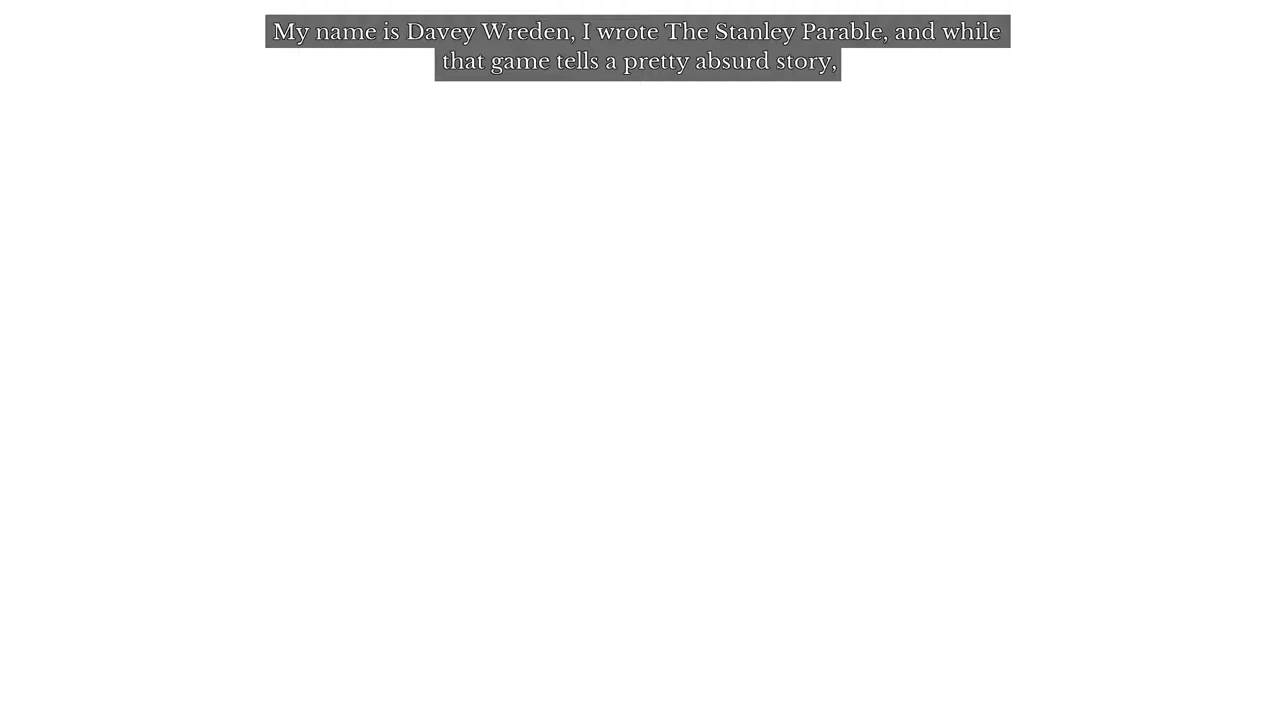 My name is Davey Wreden, I wrote The Stanley Parable, and while
that game tells a pretty absurd story,